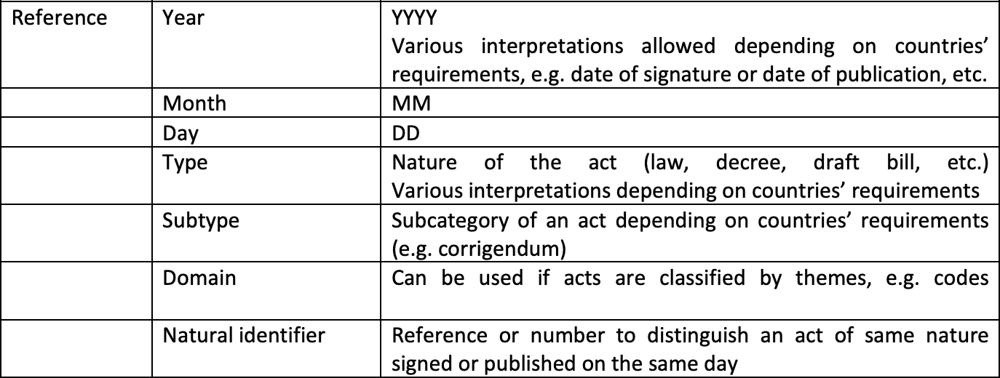 Reference Year YYYY
Various interpretations allowed depending on countries’
requirements, e.g. date of signature or date of publication, etc.
Month MM
Day DD
Type Nature of the act (law, decree, draft bill, etc.)
Various interpretations depending on countries’ requirements
Subtype Subcategory of an act depending on countries’ requirements
(e.g. corrigendum)
Domain Can be used if acts are classified by themes, e.g. codes
Natural identifier Reference or number to distinguish an act of same nature
signed or published on the same day